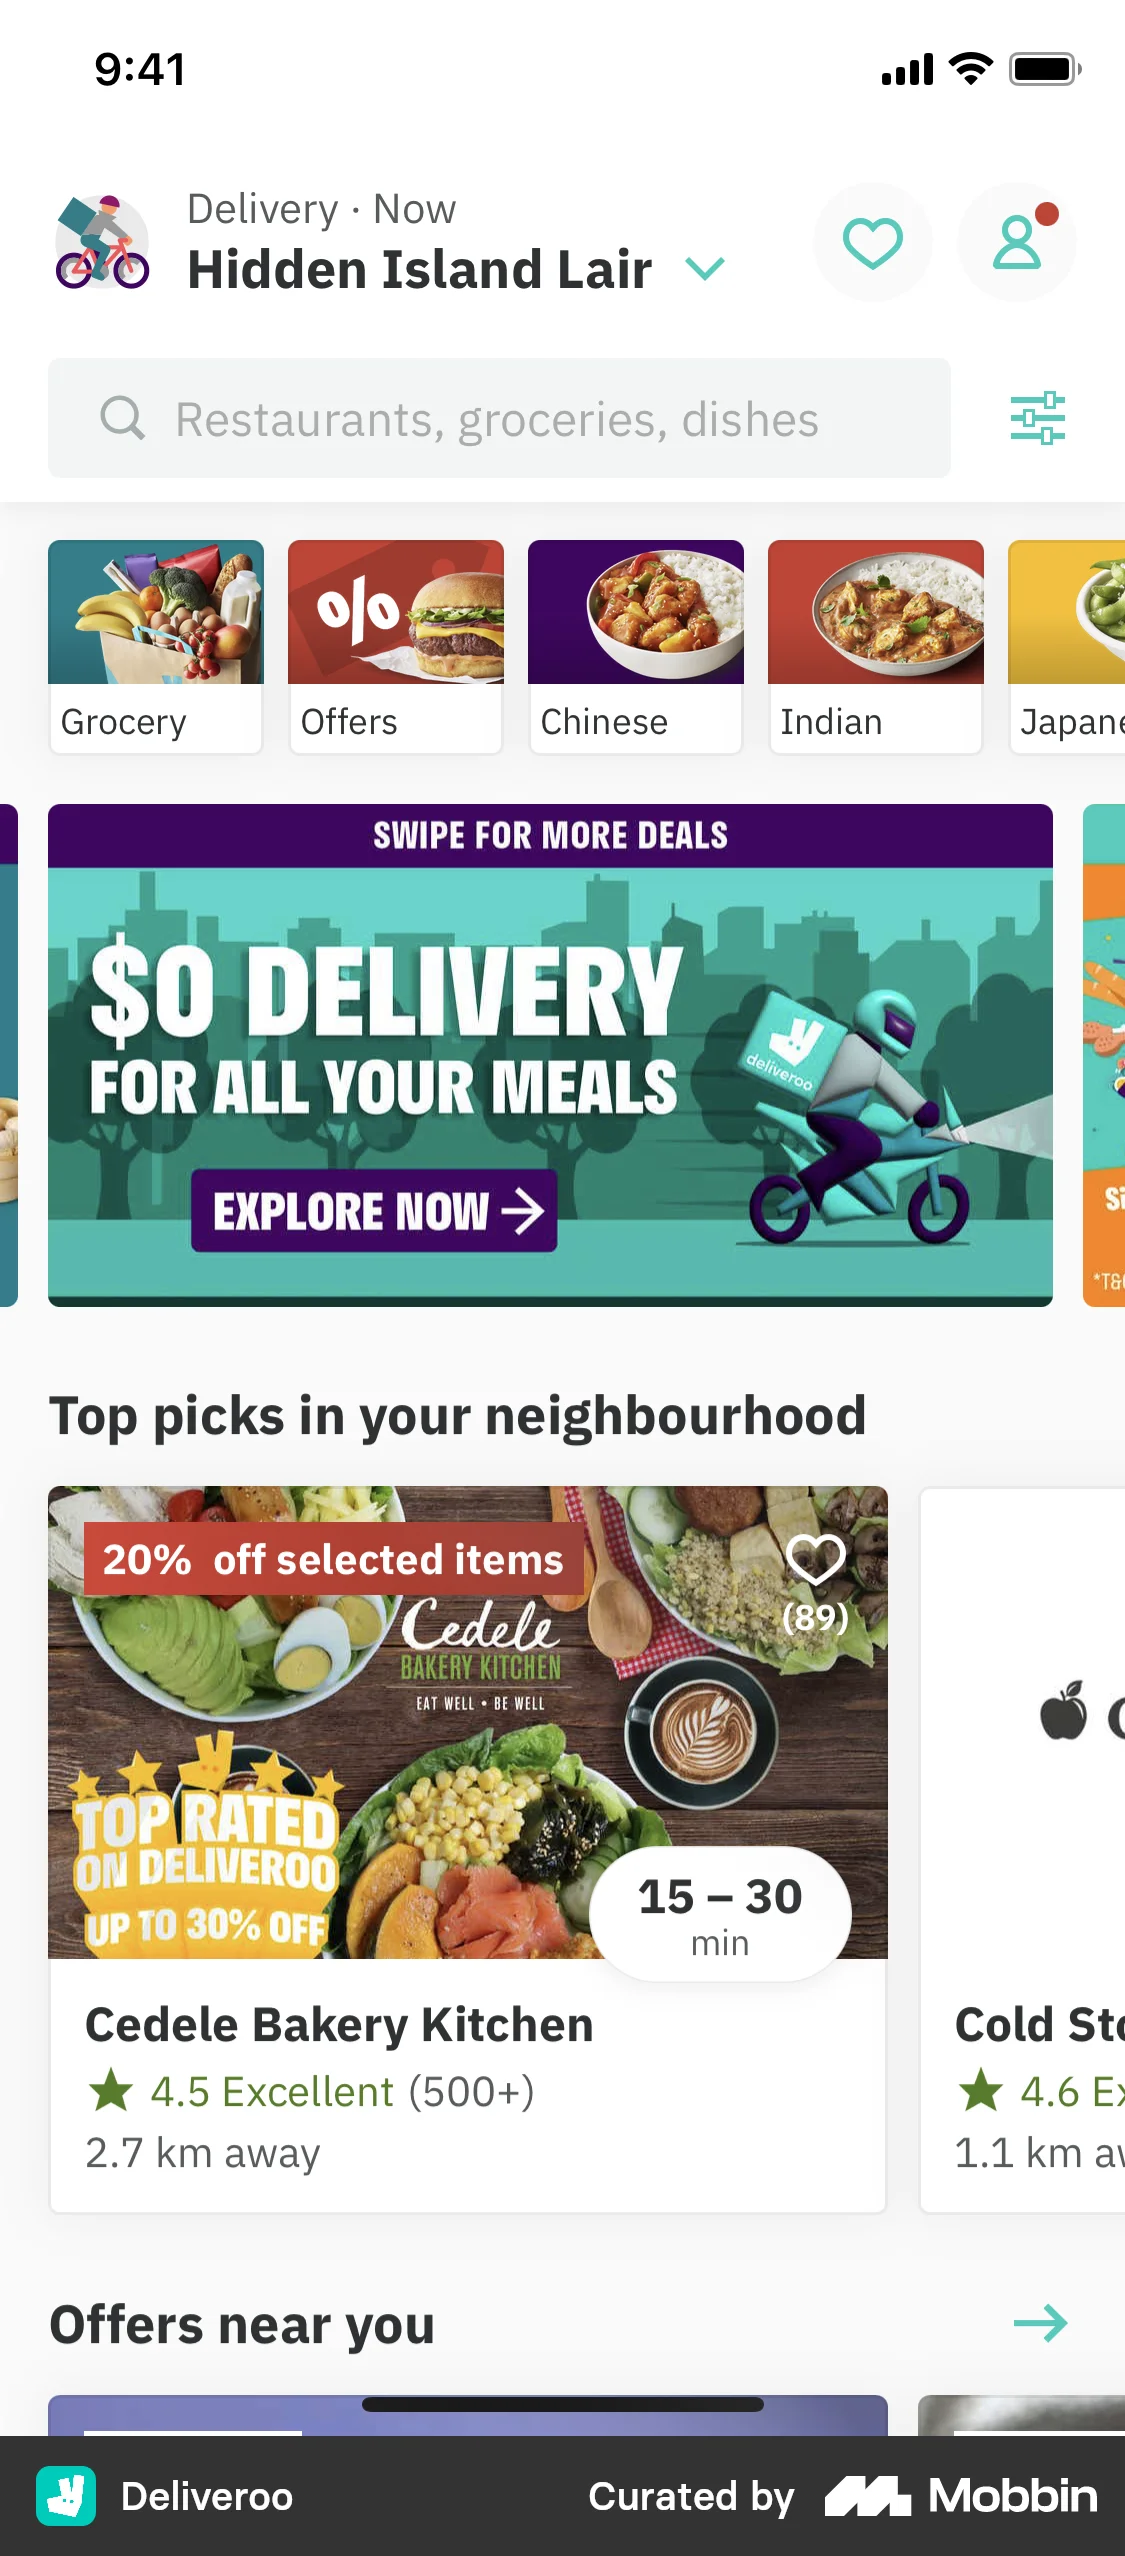 9:41
Delivery · Now
Hidden Island Lair
Restaurants, groceries, dishes
%
Grocery
Offers
Chinese
Indian
Japane
SWIPE FOR MORE DEALS
$0 DELIVERY
FOR ALL YOUR MEALS
deliveroo
EXPLORE NOW
*T&
Top picks in your neighbourhood
20% off selected items
(89)
Cedele
BAKERY KITCHEN
EAT WELL • BE WELL
TOP RATED
ON DELIVEROO
UP TO 30% OFF
15 – 30
min
Cedele Bakery Kitchen
4.5 Excellent (500+)
2.7 km away
Cold Sto
4.6 Ex
1.1 km aw
Offers near you
Deliveroo
Curated by Mobbin